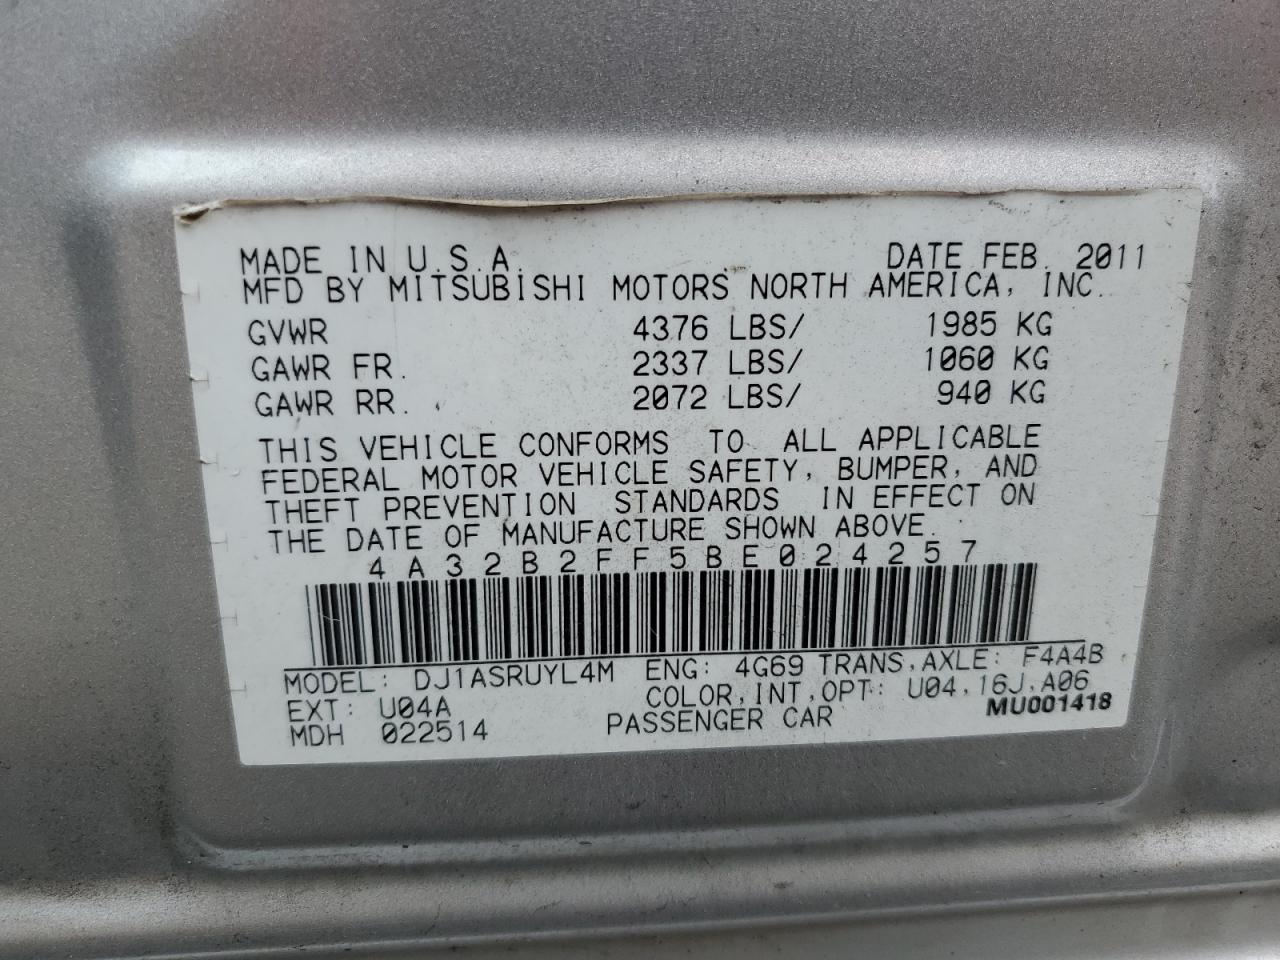 MADE IN U.S.A. DATE FEB. 2011
MFD BY MITSUBISHI MOTORS NORTH AMERICA, INC.
GVWR 4376 LBS/ 1985 KG
GAWR FR. 2337 LBS/ 1060 KG
GAWR RR. 2072 LBS/ 940 KG
THIS VEHICLE CONFORMS TO ALL APPLICABLE
FEDERAL MOTOR VEHICLE SAFETY, BUMPER, AND
THEFT PREVENTION STANDARDS IN EFFECT ON
THE DATE OF MANUFACTURE SHOWN ABOVE.
4A32B2FF5BE024257
MODEL: DJ1ASRUYL4M ENG: 4G69 TRANS,AXLE: F4A4B
EXT: U04A COLOR,INT,OPT: U04,16J,A06
MDH 022514 PASSENGER CAR MU001418